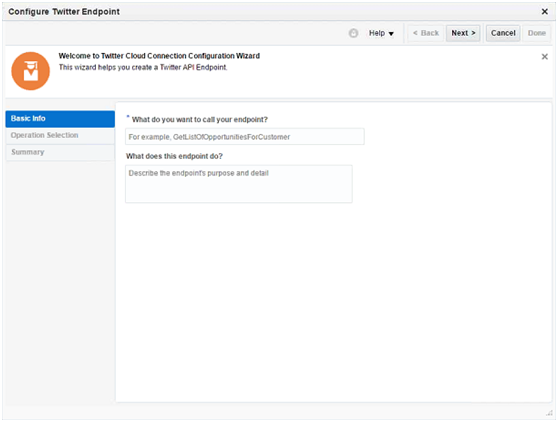 Configure Twitter Endpoint
Help
< Back
Next >
Cancel
Done
Welcome to Twitter Cloud Connection Configuration Wizard
This wizard helps you create a Twitter API Endpoint.
Basic Info
Operation Selection
Summary
* What do you want to call your endpoint?
For example, GetListOfOpportunitiesForCustomer
What does this endpoint do?
Describe the endpoint's purpose and detail